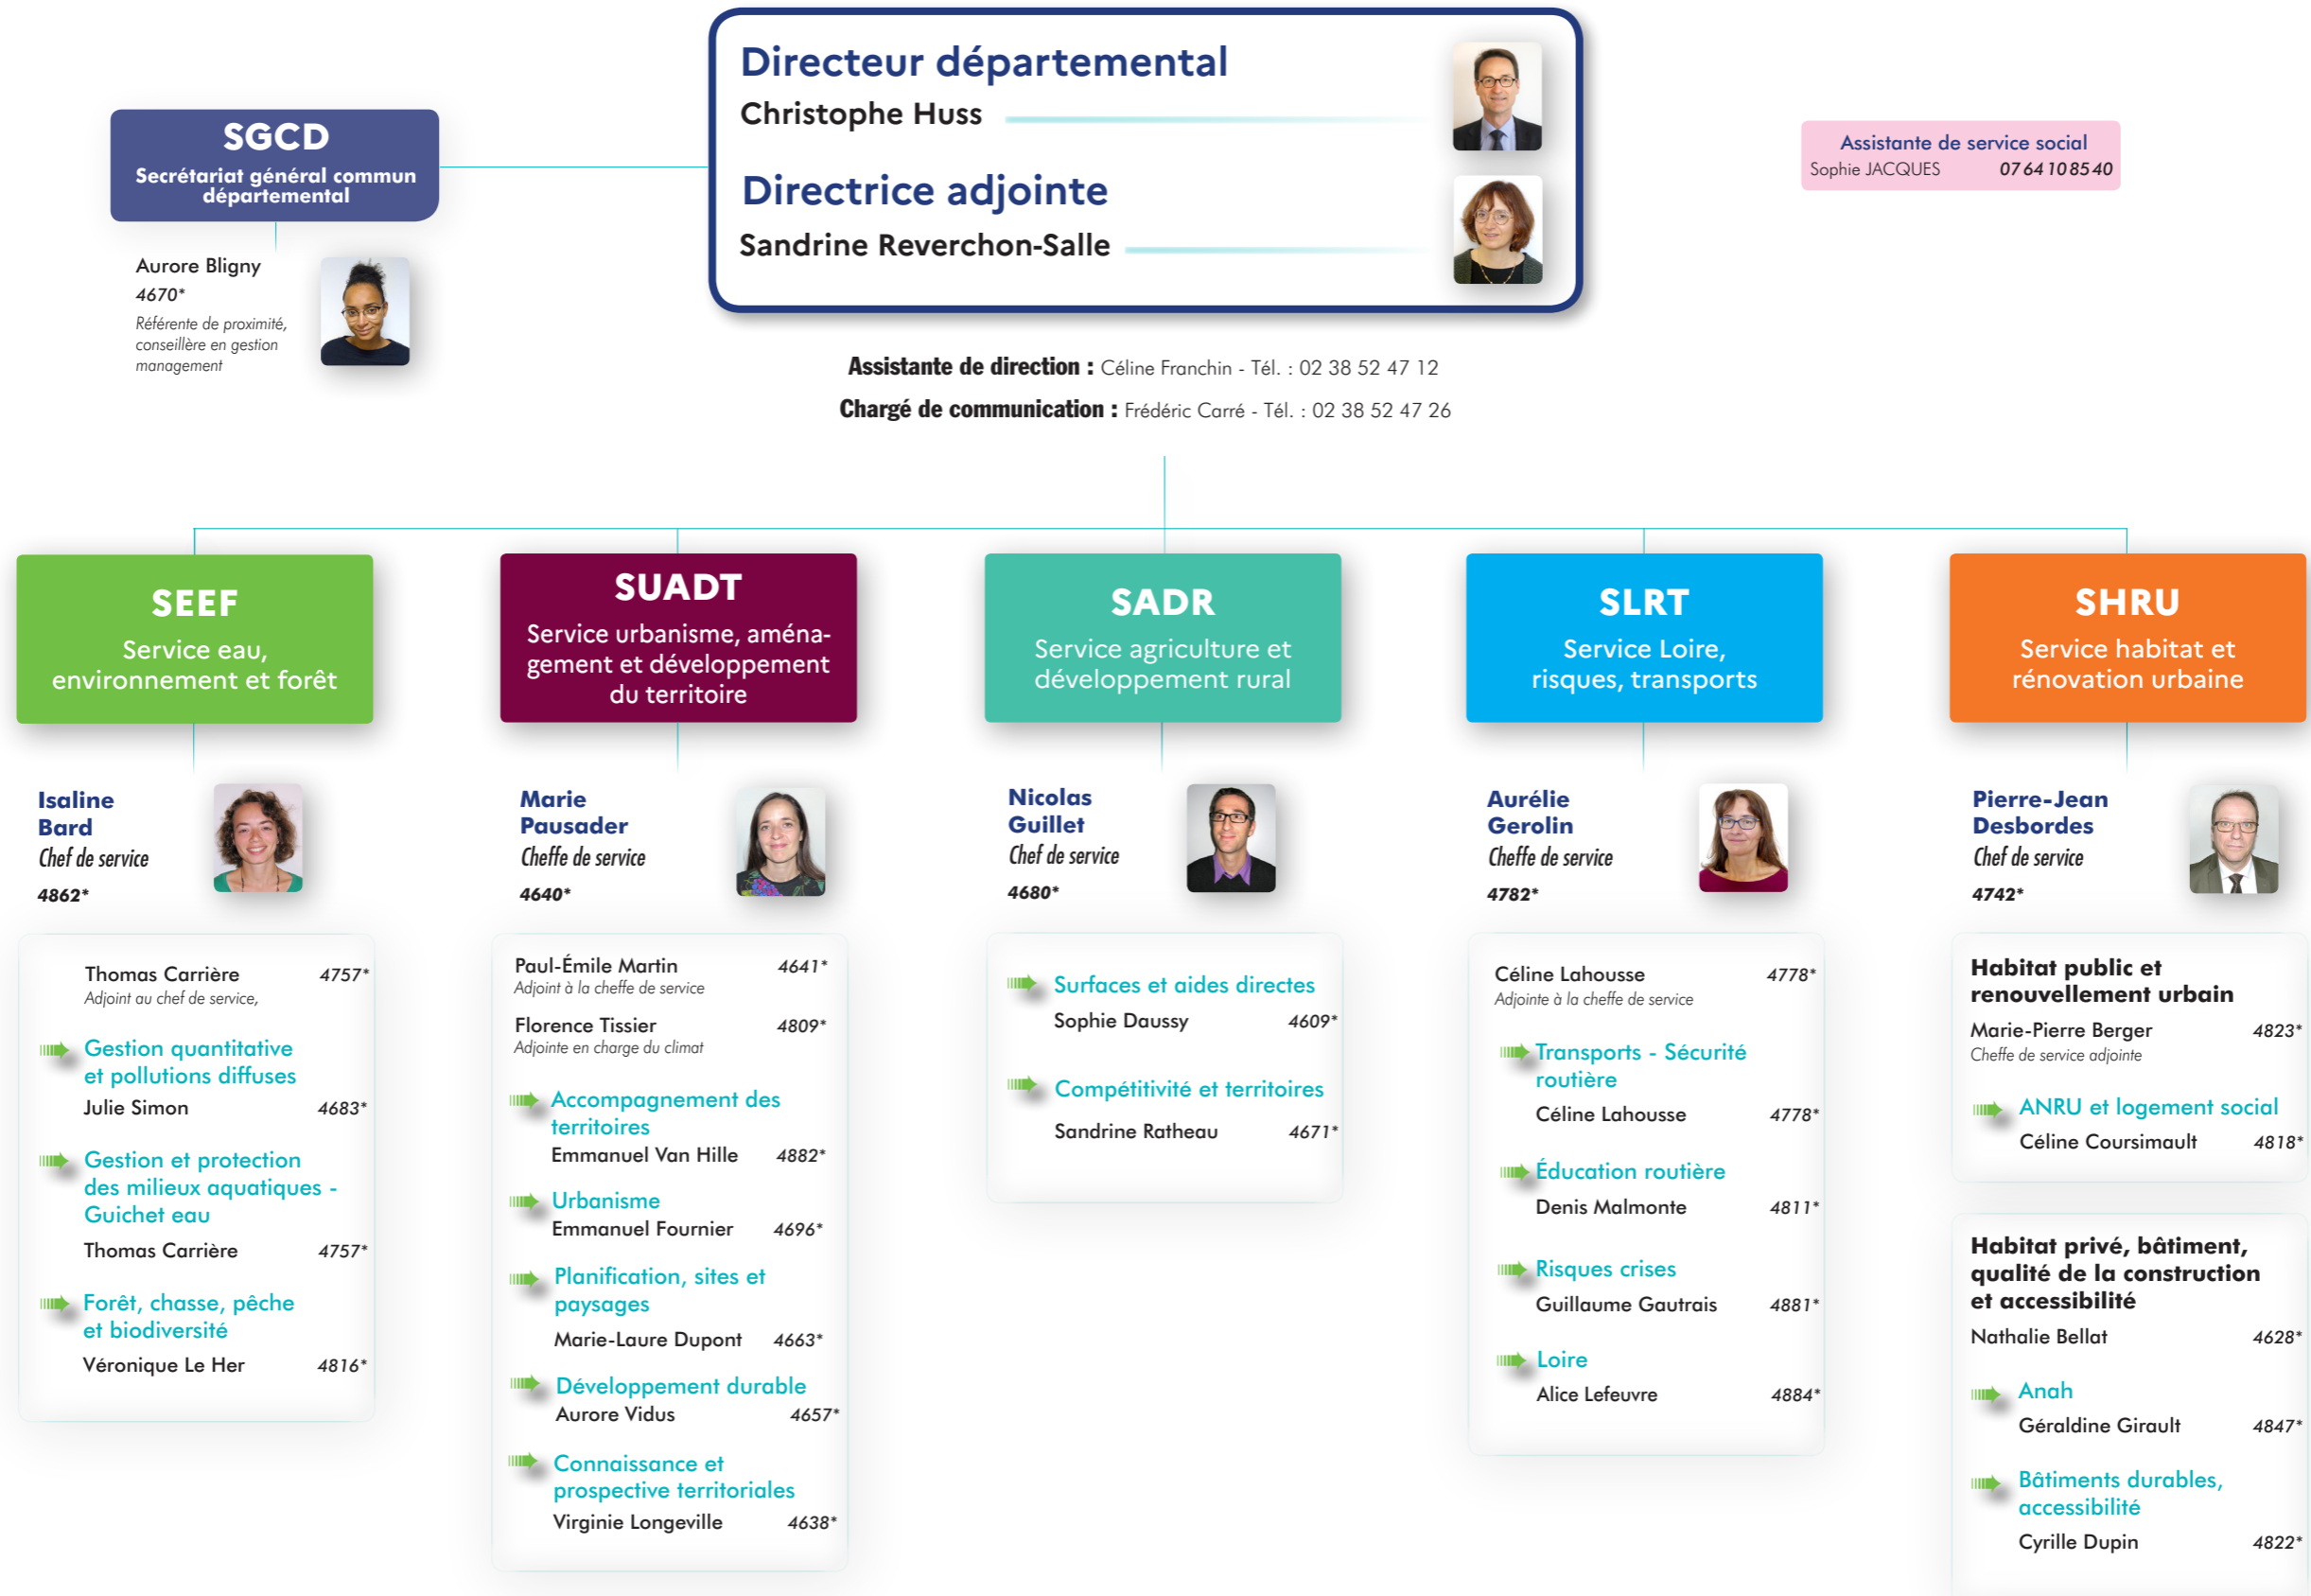 Directeur départemental
Christophe Huss
Directrice adjointe
Sandrine Reverchon-Salle
SGCD
Secrétariat général commun
départemental
Aurore Bligny
4670*
Référente de proximité,
conseillère en gestion
management
Assistante de service social
Sophie JACQUES 07 64 10 85 40
Assistante de direction : Céline Franchin - Tél. : 02 38 52 47 12
Chargé de communication : Frédéric Carré - Tél. : 02 38 52 47 26
SEEF
Service eau,
environnement et forêt
Isaline
Bard
Chef de service
4862*
Thomas Carrière 4757*
Adjoint au chef de service,
Gestion quantitative
et pollutions diffuses
Julie Simon 4683*
Gestion et protection
des milieux aquatiques -
Guichet eau
Thomas Carrière 4757*
Forêt, chasse, pêche
et biodiversité
Véronique Le Her 4816*
SUADT
Service urbanisme, aména-
gement et développement
du territoire
Marie
Pausader
Cheffe de service
4640*
Paul-Émile Martin 4641*
Adjoint à la cheffe de service
Florence Tissier 4809*
Adjointe en charge du climat
Accompagnement des
territoires
Emmanuel Van Hille 4882*
Urbanisme
Emmanuel Fournier 4696*
Planification, sites et
paysages
Marie-Laure Dupont 4663*
Développement durable
Aurore Vidus 4657*
Connaissance et
prospective territoriales
Virginie Longeville 4638*
SADR
Service agriculture et
développement rural
Nicolas
Guillet
Chef de service
4680*
Surfaces et aides directes
Sophie Daussy 4609*
Compétitivité et territoires
Sandrine Ratheau 4671*
SLRT
Service Loire,
risques, transports
Aurélie
Gerolin
Cheffe de service
4782*
Céline Lahousse 4778*
Adjointe à la cheffe de service
Transports - Sécurité
routière
Céline Lahousse 4778*
Éducation routière
Denis Malmonte 4811*
Risques crises
Guillaume Gautrais 4881*
Loire
Alice Lefeuvre 4884*
SHRU
Service habitat et
rénovation urbaine
Pierre-Jean
Desbordes
Chef de service
4742*
Habitat public et
renouvellement urbain
Marie-Pierre Berger 4823*
Cheffe de service adjointe
ANRU et logement social
Céline Coursimault 4818*
Habitat privé, bâtiment,
qualité de la construction
et accessibilité
Nathalie Bellat 4628*
Anah
Géraldine Girault 4847*
Bâtiments durables,
accessibilité
Cyrille Dupin 4822*